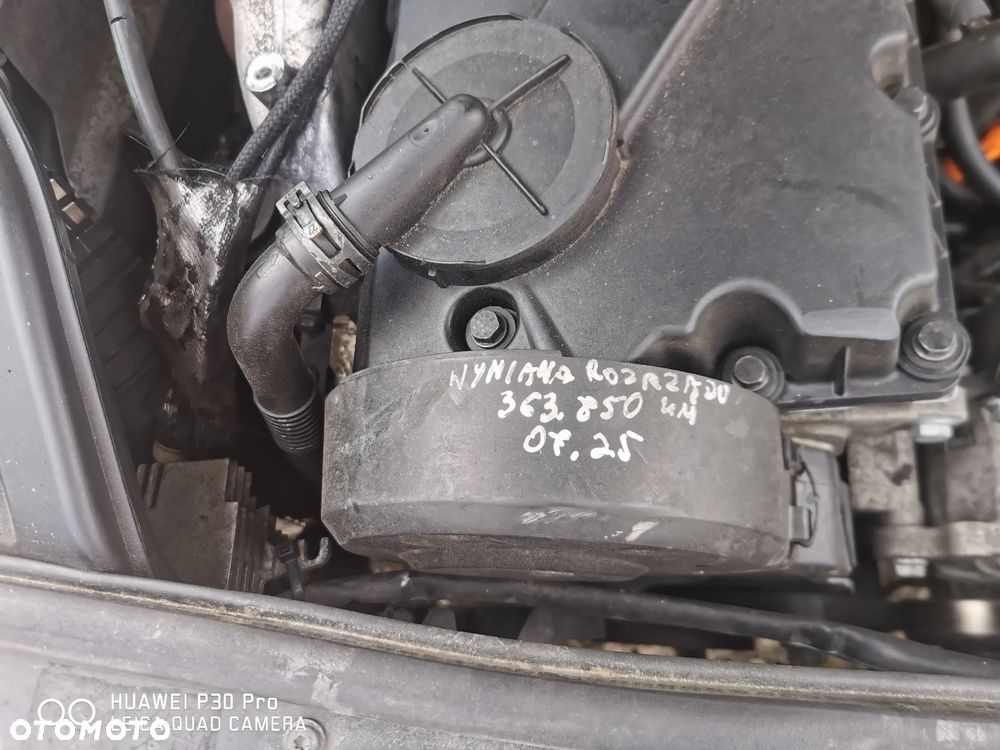 WYMIANA ROZRZĄDU
363.850 KM
07.25
HUAWEI P30 Pro
LEICA QUAD CAMERA
OTOMOTO